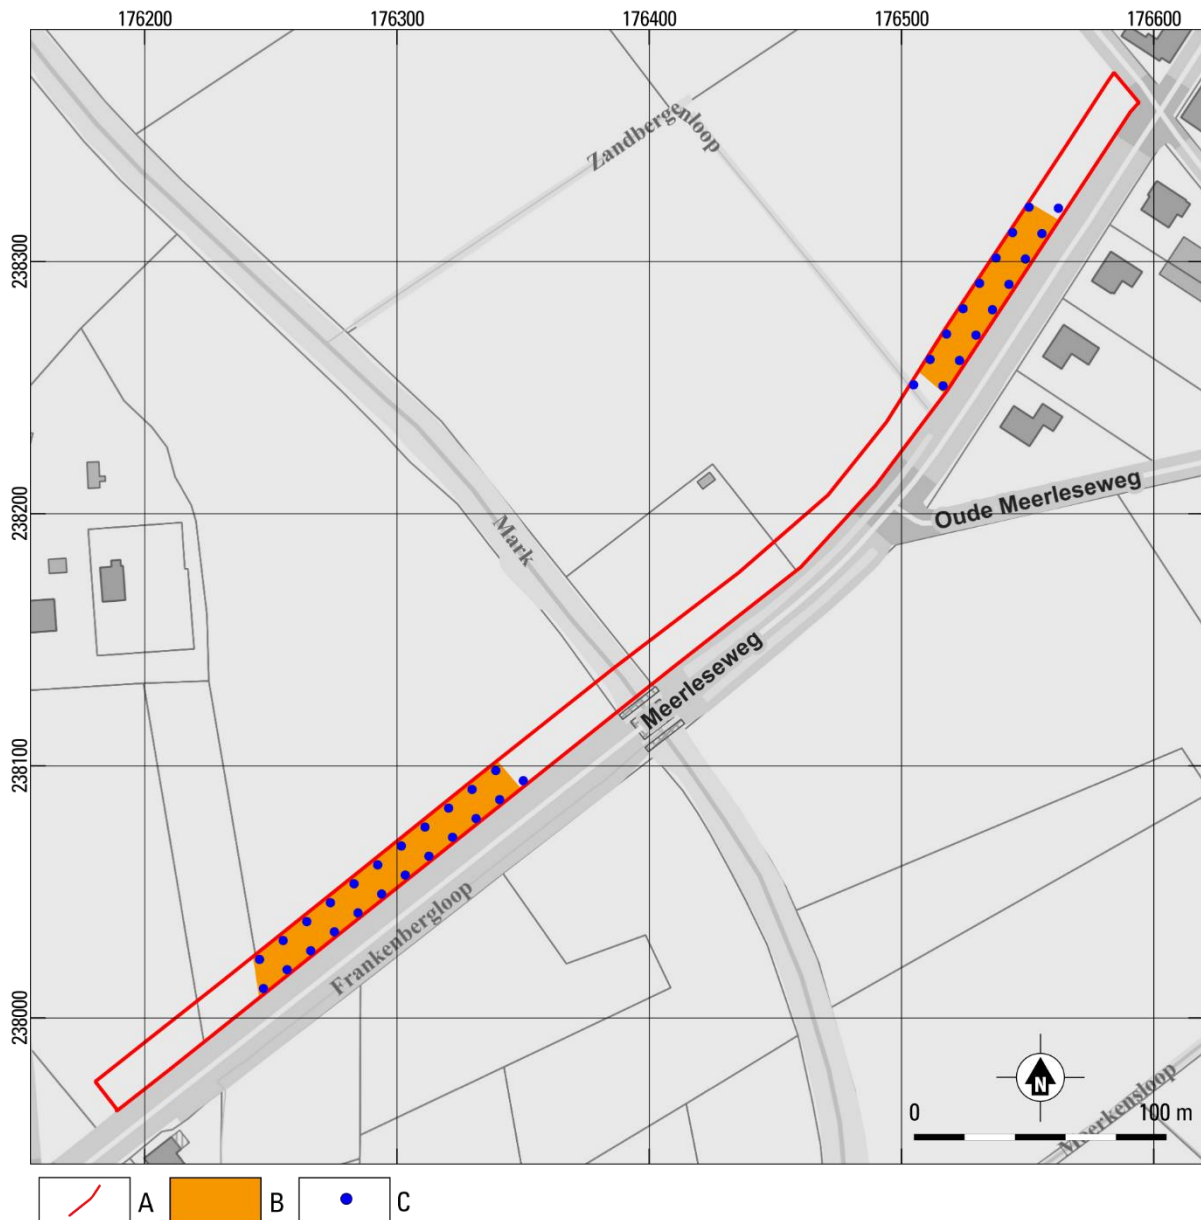 176200 176300 176400 176500 176600
238300
238200
238100
238000
Zandbergenloop
Mark
Oude Meerleseweg
Meerleseweg
Frankenbergloop
Meerkensloop
N
0 100 m
A B C